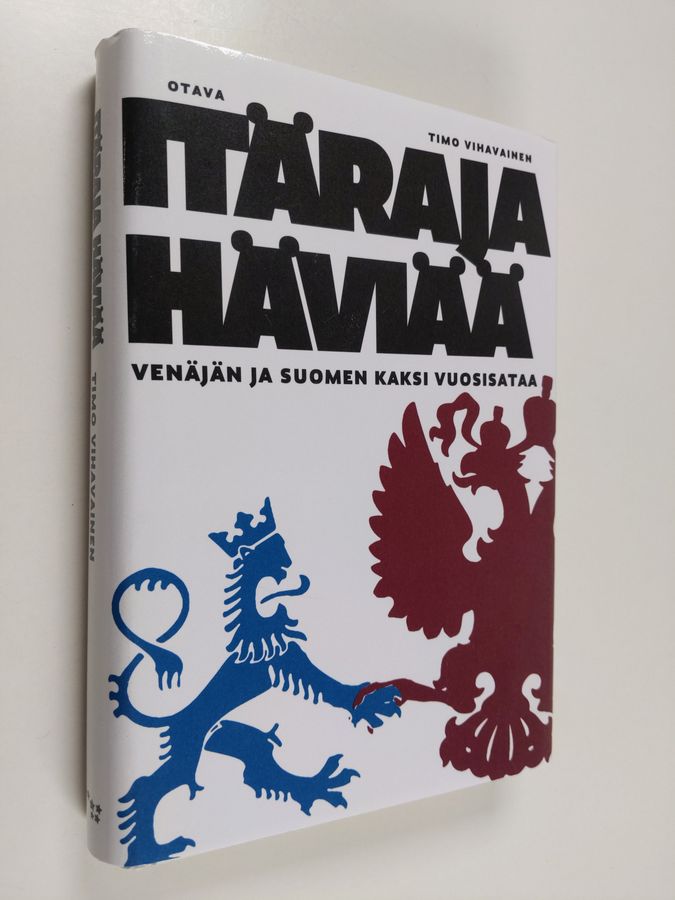 OTAVA
TIMO VIHAVAINEN
ITÄRAJA
HÄVIÄÄ
VENÄJÄN JA SUOMEN KAKSI VUOSISATAA
ITÄRAJA HÄVIÄÄ TIMO VIHAVAINEN